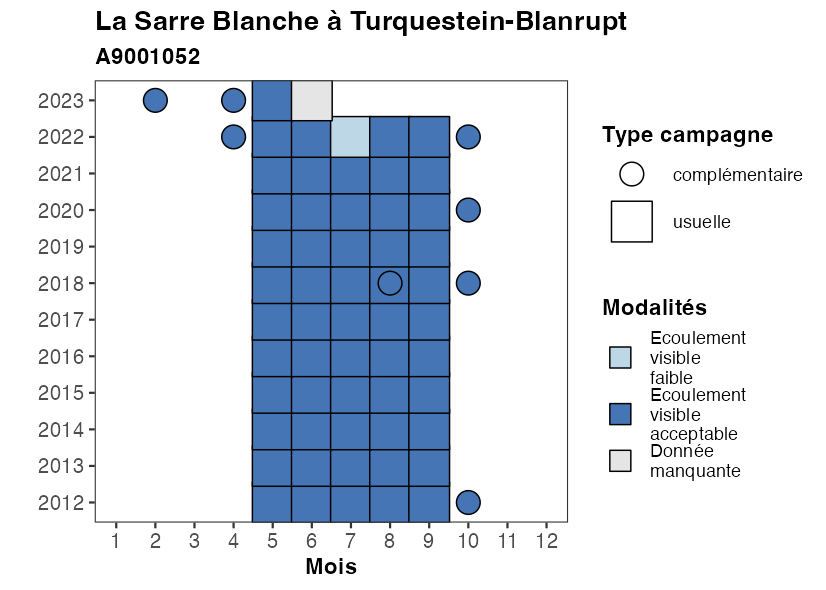 La Sarre Blanche à Turquestein-Blanrupt
A9001052
2023
2022
2021
2020
2019
2018
2017
2016
2015
2014
2013
2012
1 2 3 4 5 6 7 8 9 10 11 12
Mois
Type campagne
complémentaire
usuelle
Modalités
Ecoulement
visible
faible
Ecoulement
visible
acceptable
Donnée
manquante